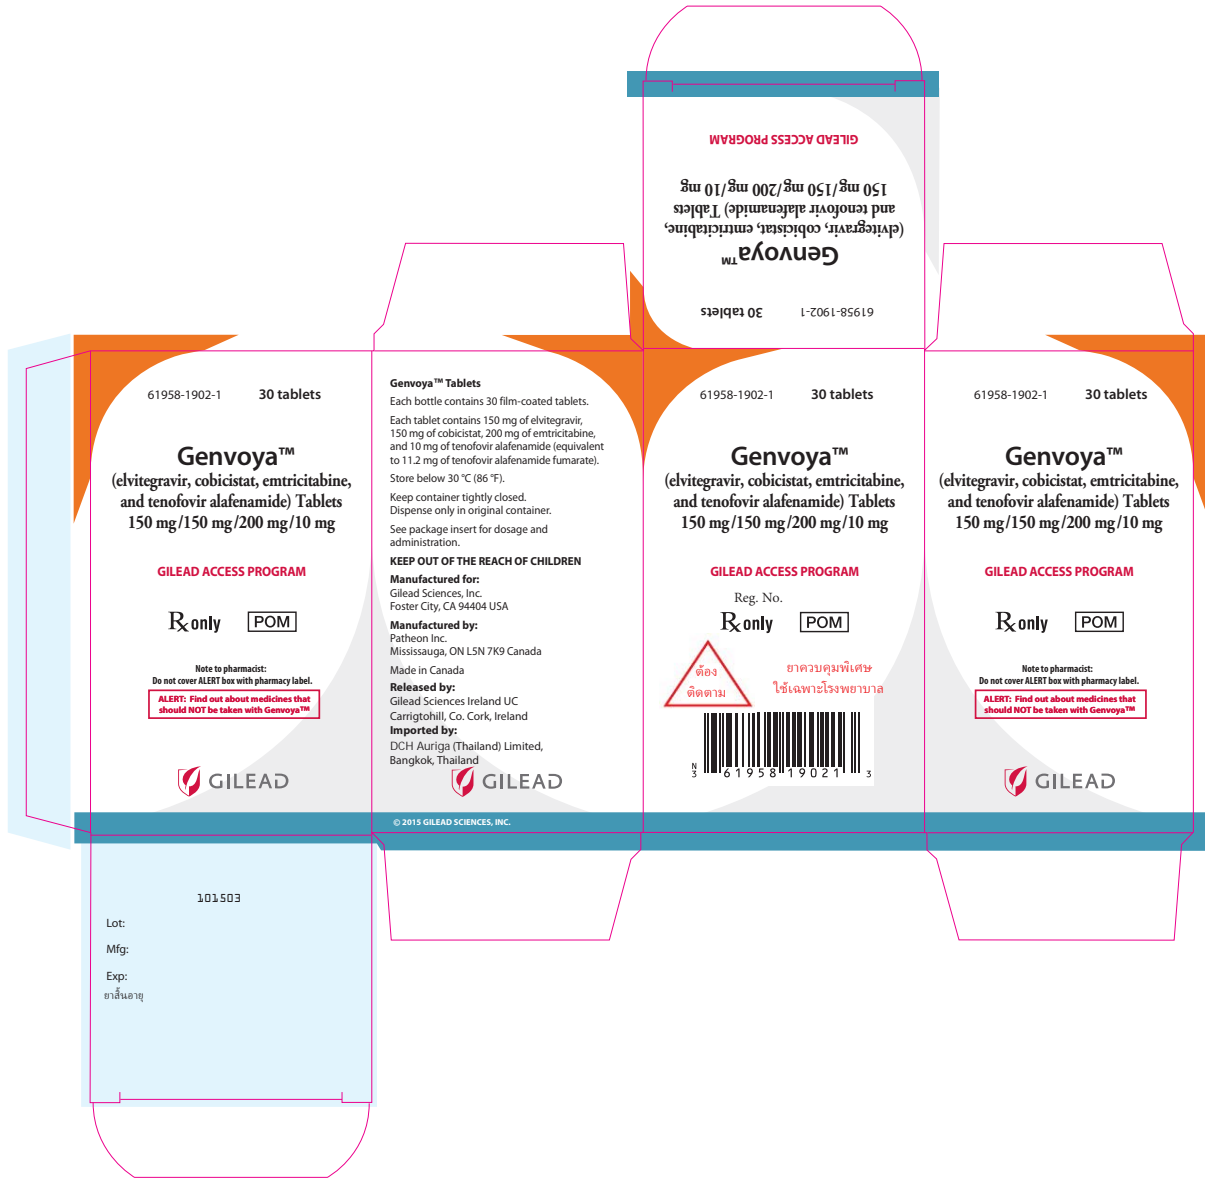 GILEAD ACCESS PROGRAM
150 mg/150 mg/200 mg/10 mg
and tenofovir alafenamide) Tablets
(elvitegravir, cobicistat, emtricitabine,
Genvoya™
61958-1902-1 30 tablets
61958-1902-1 30 tablets
Genvoya™
(elvitegravir, cobicistat, emtricitabine,
and tenofovir alafenamide) Tablets
150 mg/150 mg/200 mg/10 mg
GILEAD ACCESS PROGRAM
Rx only POM
Note to pharmacist:
Do not cover ALERT box with pharmacy label.
ALERT: Find out about medicines that
should NOT be taken with Genvoya™
GILEAD
Genvoya™ Tablets
Each bottle contains 30 film-coated tablets.
Each tablet contains 150 mg of elvitegravir,
150 mg of cobicistat, 200 mg of emtricitabine,
and 10 mg of tenofovir alafenamide (equivalent
to 11.2 mg of tenofovir alafenamide fumarate).
Store below 30 °C (86 °F).
Keep container tightly closed.
Dispense only in original container.
See package insert for dosage and
administration.
KEEP OUT OF THE REACH OF CHILDREN
Manufactured for:
Gilead Sciences, Inc.
Foster City, CA 94404 USA
Manufactured by:
Patheon Inc.
Mississauga, ON L5N 7K9 Canada
Made in Canada
Released by:
Gilead Sciences Ireland UC
Carrigtohill, Co. Cork, Ireland
Imported by:
DCH Auriga (Thailand) Limited,
Bangkok, Thailand
GILEAD
© 2015 GILEAD SCIENCES, INC.
61958-1902-1 30 tablets
Genvoya™
(elvitegravir, cobicistat, emtricitabine,
and tenofovir alafenamide) Tablets
150 mg/150 mg/200 mg/10 mg
GILEAD ACCESS PROGRAM
Reg. No.
Rx only POM
ต้อง
ติดตาม
ยาควบคุมพิเศษ
ใช้เฉพาะโรงพยาบาล
N
3 61958 19021 3
61958-1902-1 30 tablets
Genvoya™
(elvitegravir, cobicistat, emtricitabine,
and tenofovir alafenamide) Tablets
150 mg/150 mg/200 mg/10 mg
GILEAD ACCESS PROGRAM
Rx only POM
Note to pharmacist:
Do not cover ALERT box with pharmacy label.
ALERT: Find out about medicines that
should NOT be taken with Genvoya™
GILEAD
101503
Lot:
Mfg:
Exp:
ยาสิ้นอายุ